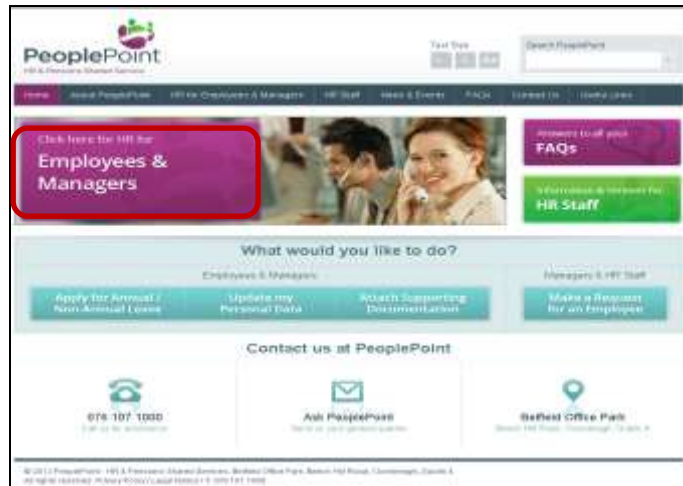 PeoplePoint
HR & Pensions Shared Service
Text Size
Search PeoplePoint
Home About PeoplePoint HR for Employees & Managers HR Staff News & Events FAQs Contact Us Useful Links
Click here for HR for
Employees &
Managers
Answers to all your
FAQs
Information & Services for
HR Staff
What would you like to do?
Employees & Managers
Managers & HR Staff
Apply for Annual /
Non-Annual Leave
Update my
Personal Data
Attach Supporting
Documentation
Make a Request
for an Employee
Contact us at PeoplePoint
076 107 1000
Call us for assistance
Ask PeoplePoint
Belfield Office Park